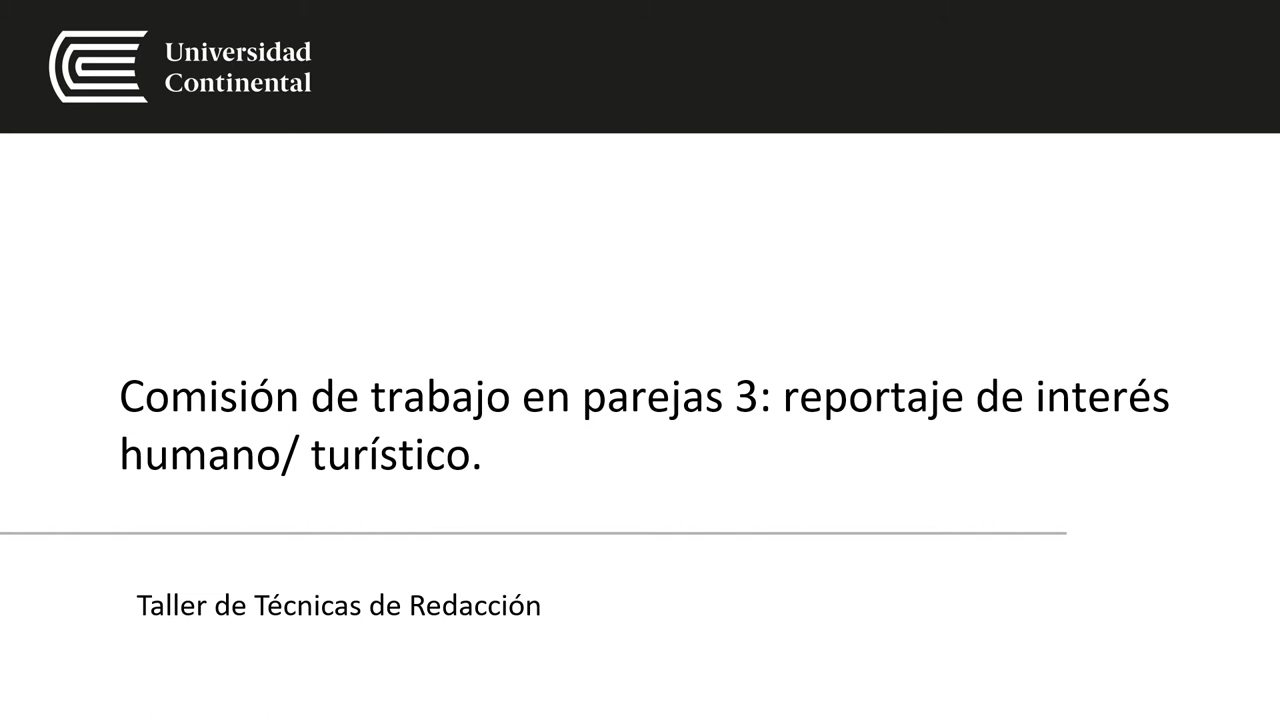 Universidad
Continental
Comisión de trabajo en parejas 3: reportaje de interés
humano/ turístico.
Taller de Técnicas de Redacción